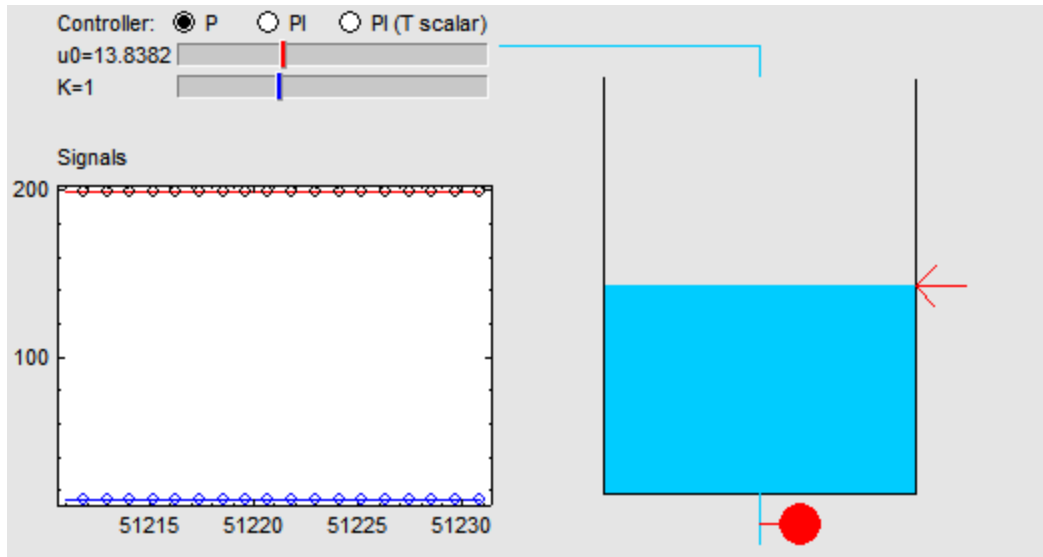 Controller: P PI PI (T scalar)
u0=13.8382
K=1
Signals
200
100
51215 51220 51225 51230